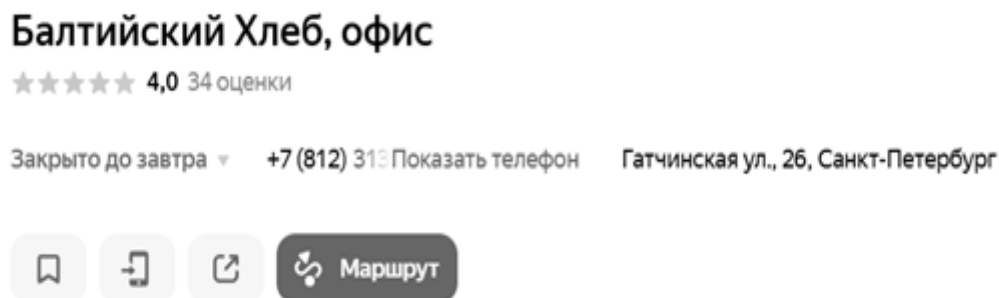 Балтийский Хлеб, офис
4,0 34 оценки
Закрыто до завтра +7 (812) 313 Показать телефон Гатчинская ул., 26, Санкт-Петербург
Маршрут